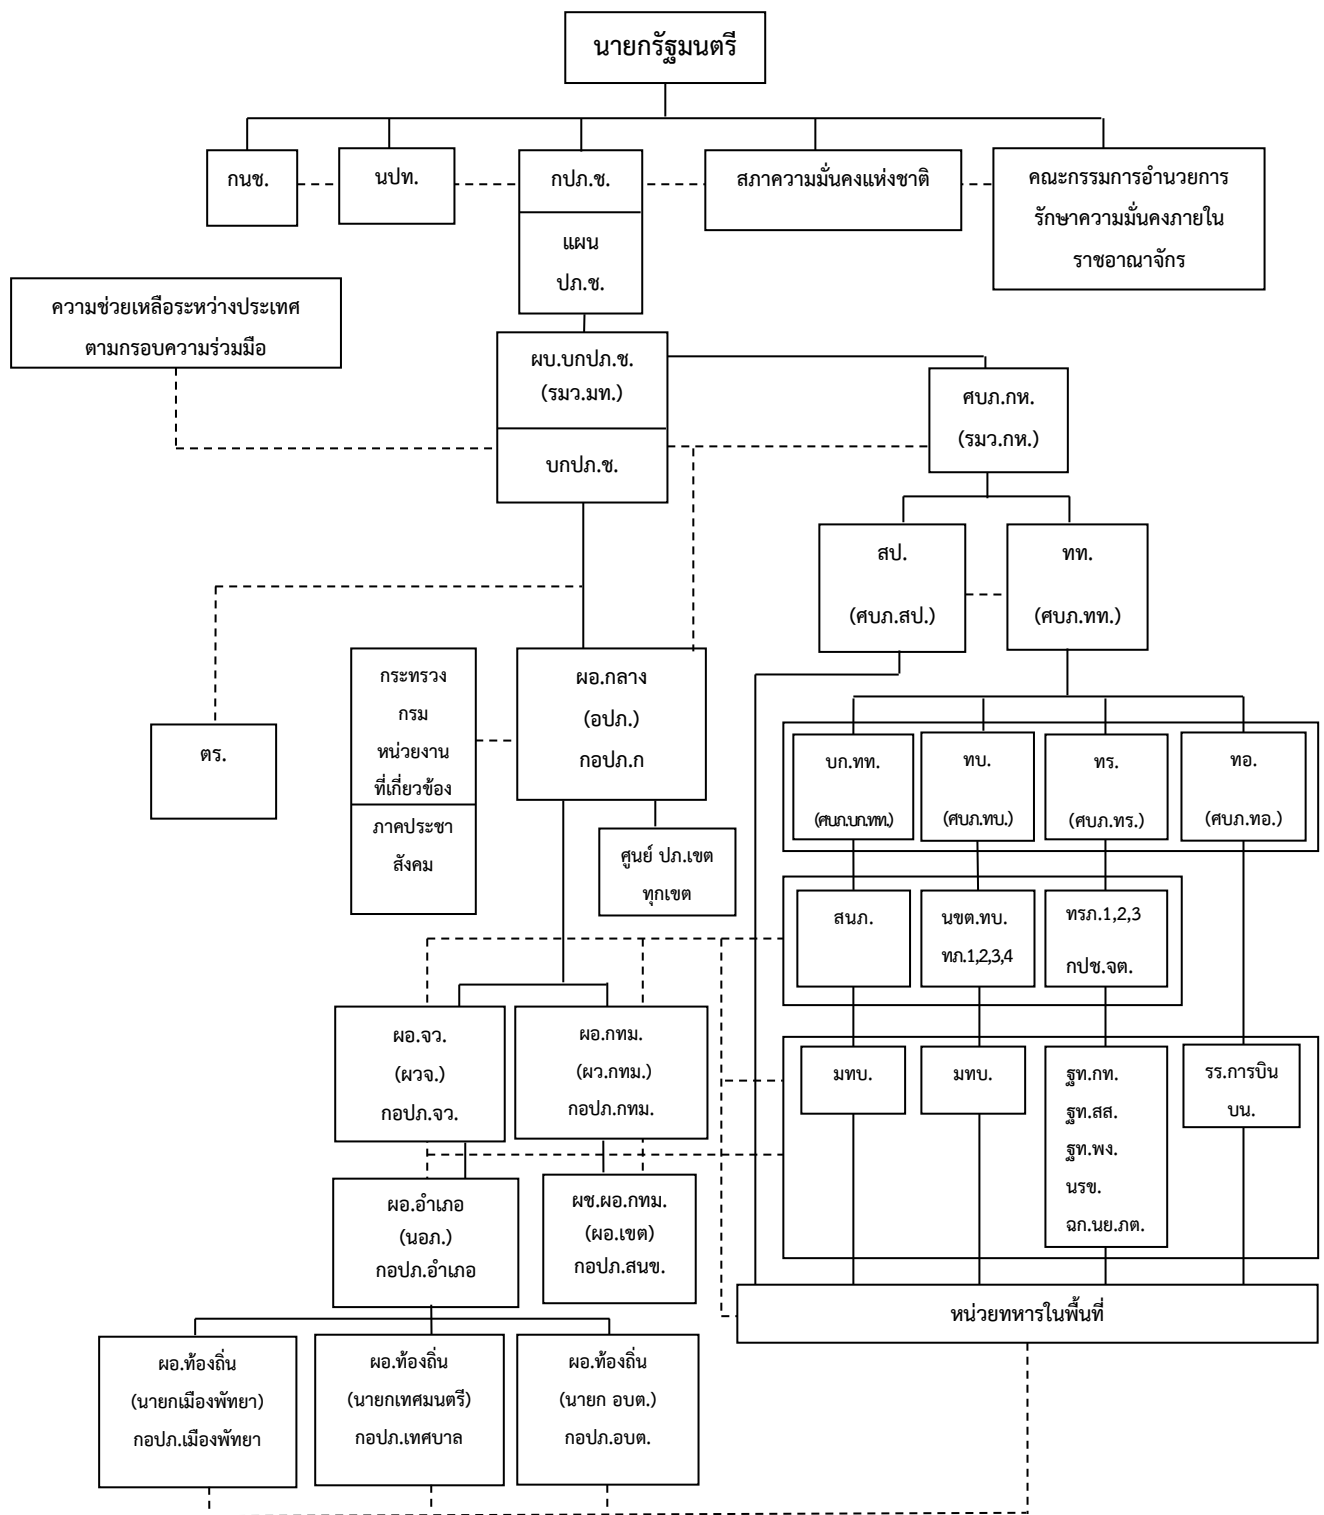 นายกรัฐมนตรี
กนช.
นปท.
กปภ.ช.
แผน
ปภ.ช.
สภาความมั่นคงแห่งชาติ
คณะกรรมการอำนวยการ
รักษาความมั่นคงภายใน
ราชอาณาจักร
ความช่วยเหลือระหว่างประเทศ
ตามกรอบความร่วมมือ
ผบ.บกปภ.ช.
(รมว.มท.)
บกปภ.ช.
ศบภ.กห.
(รมว.กห.)
สป.
(ศบภ.สป.)
ทท.
(ศบภ.ทท.)
กระทรวง
กรม
หน่วยงาน
ที่เกี่ยวข้อง
ภาคประชา
สังคม
ผอ.กลาง
(อปภ.)
กอปภ.ก
ตร.
ศูนย์ ปภ.เขต
ทุกเขต
บก.ทท.
(ศบภ.บก.ทท.)
ทบ.
(ศบภ.ทบ.)
ทร.
(ศบภ.ทร.)
ทอ.
(ศบภ.ทอ.)
สนภ.
นขต.ทบ.
ทภ.1,2,3,4
ทรภ.1,2,3
กปช.จต.
ผอ.จว.
(ผวจ.)
กอปภ.จว.
ผอ.กทม.
(ผว.กทม.)
กอปภ.กทม.
มทบ.
มทบ.
ฐท.กท.
ฐท.สส.
ฐท.พง.
นรข.
ฉก.นย.ภต.
รร.การบิน
บน.
ผอ.อำเภอ
(นอภ.)
กอปภ.อำเภอ
ผช.ผอ.กทม.
(ผอ.เขต)
กอปภ.สนข.
หน่วยทหารในพื้นที่
ผอ.ท้องถิ่น
(นายกเมืองพัทยา)
กอปภ.เมืองพัทยา
ผอ.ท้องถิ่น
(นายกเทศมนตรี)
กอปภ.เทศบาล
ผอ.ท้องถิ่น
(นายก อบต.)
กอปภ.อบต.